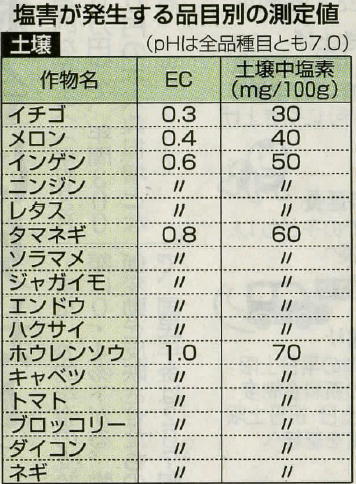 塩害が発生する品目別の測定値
土壌 (pHは全品種目とも7.0)
作物名 EC 土壌中塩素
(mg/100g)
イチゴ 0.3 30
メロン 0.4 40
インゲン 0.6 50
ニンジン 〃 〃
レタス 〃 〃
タマネギ 0.8 60
ソラマメ 〃 〃
ジャガイモ 〃 〃
エンドウ 〃 〃
ハクサイ 〃 〃
ホウレンソウ 1.0 70
キャベツ 〃 〃
トマト 〃 〃
ブロッコリー 〃 〃
ダイコン 〃 〃
ネギ 〃 〃